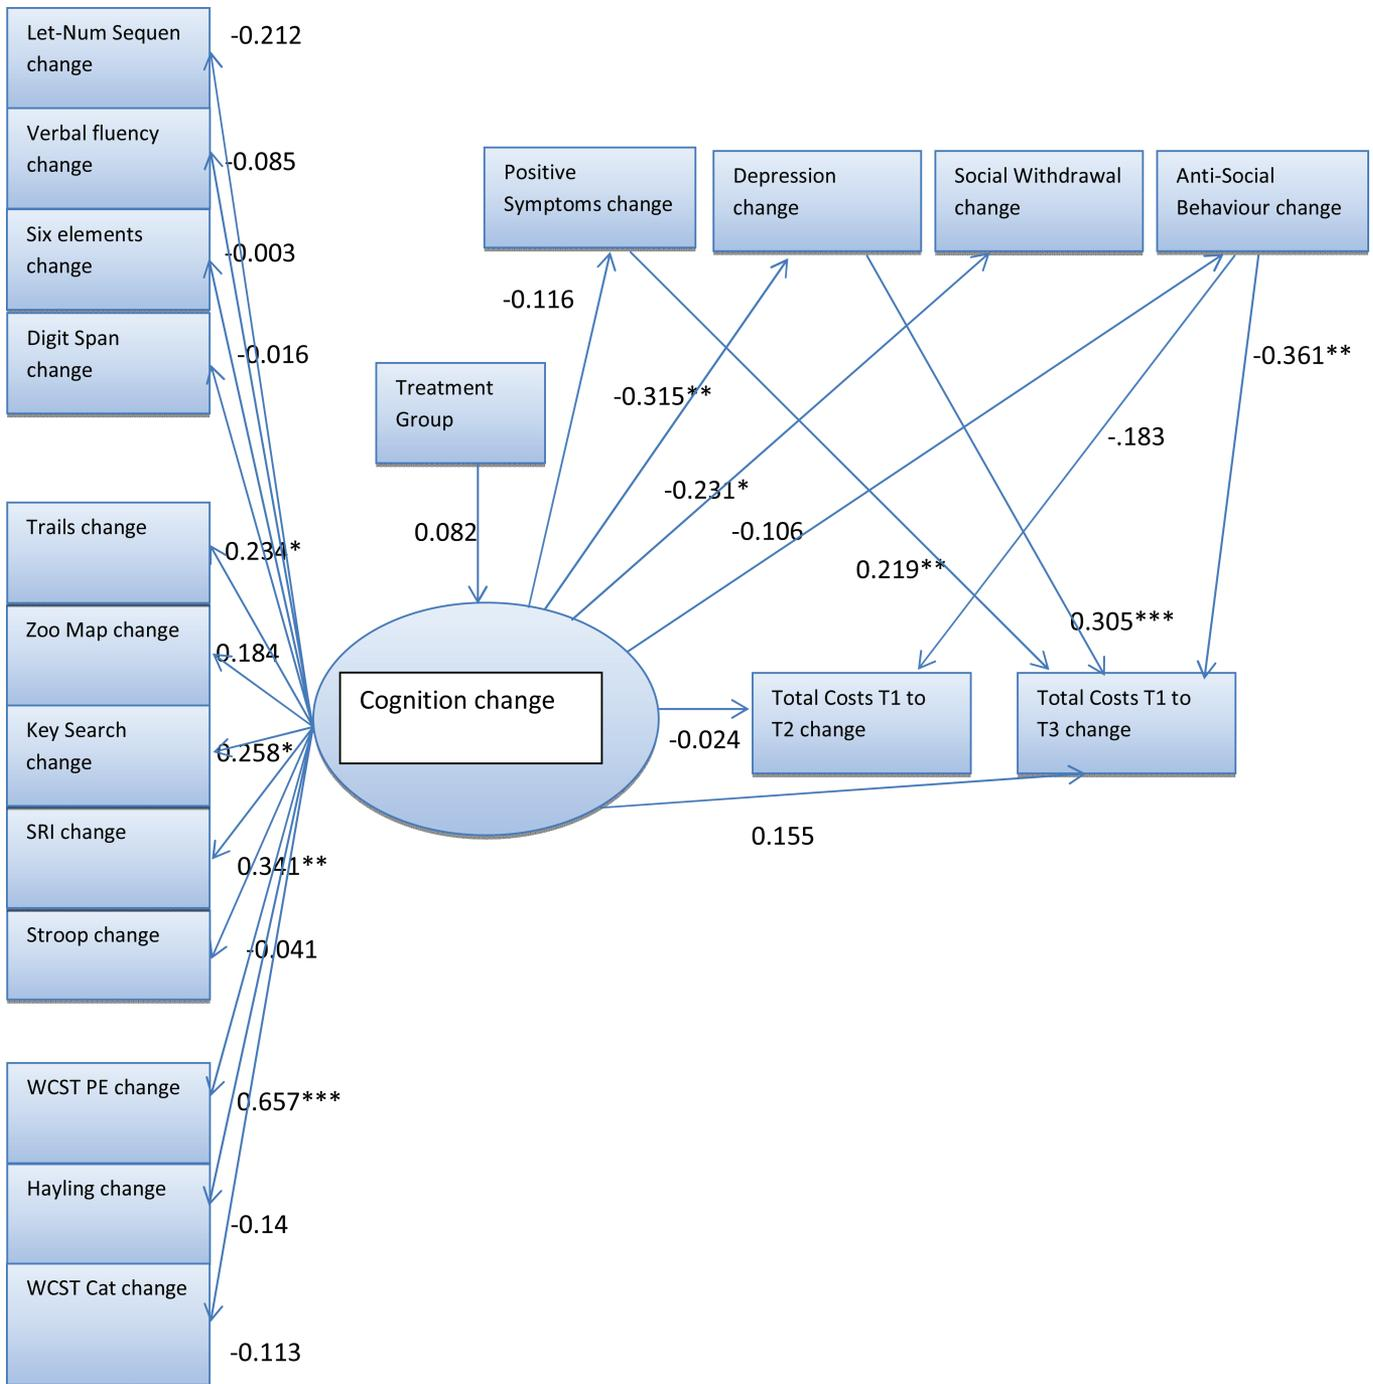 Let-Num Sequen
change
-0.212
Verbal fluency
change
-0.085
Six elements
change
-0.003
Digit Span
change
-0.016
Trails change
0.234*
Zoo Map change
0.184
Key Search
change
0.258*
SRI change
0.341**
Stroop change
-0.041
WCST PE change
0.657***
Hayling change
-0.14
WCST Cat change
-0.113
Treatment
Group
0.082
Cognition change
Positive
Symptoms change
Depression
change
Social Withdrawal
change
Anti-Social
Behaviour change
-0.116
-0.315**
-0.231*
-0.106
0.219**
0.305***
-.183
-0.361**
-0.024
0.155
Total Costs T1 to
T2 change
Total Costs T1 to
T3 change